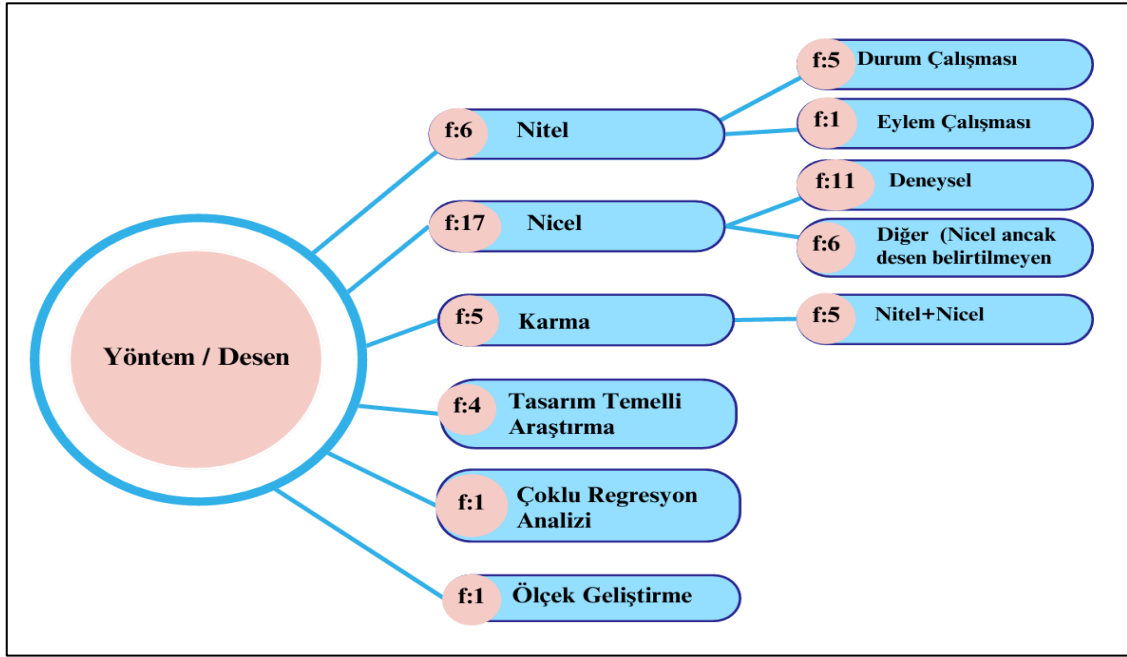 Yöntem / Desen
f:6 Nitel
f:5 Durum Çalışması
f:1 Eylem Çalışması
f:17 Nicel
f:11 Deneysel
f:6 Diğer (Nicel ancak
desen belirtilmeyen
f:5 Karma
f:5 Nitel+Nicel
f:4 Tasarım Temelli
Araştırma
f:1 Çoklu Regresyon
Analizi
f:1 Ölçek Geliştirme